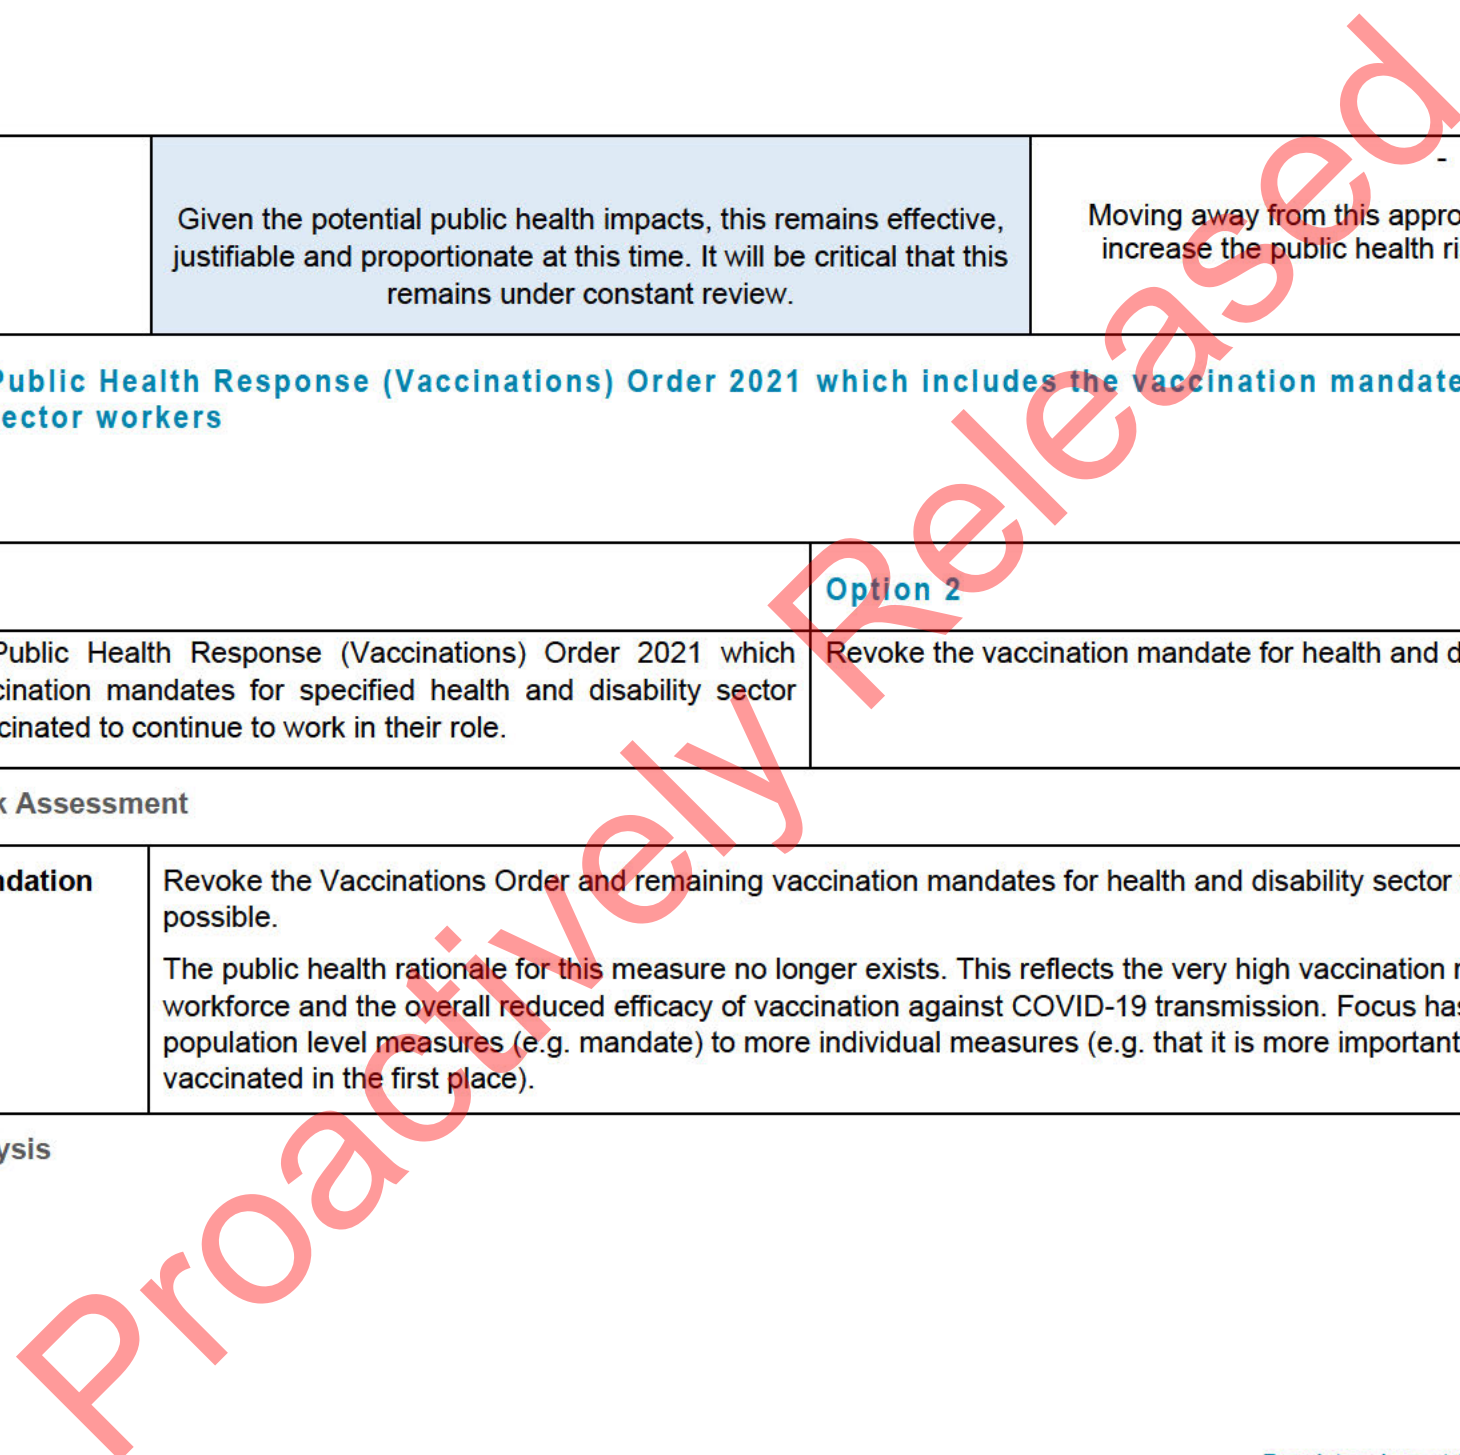 -
Given the potential public health impacts, this remains effective,
justifiable and proportionate at this time. It will be critical that this
remains under constant review.
Moving away from this appro
increase the public health ri
Public Health Response (Vaccinations) Order 2021 which includes the vaccination mandate
ector workers
Option 2
Public Health Response (Vaccinations) Order 2021 which
cination mandates for specified health and disability sector
cinated to continue to work in their role.
Revoke the vaccination mandate for health and d
k Assessment
ndation
Revoke the Vaccinations Order and remaining vaccination mandates for health and disability sector
possible.
The public health rationale for this measure no longer exists. This reflects the very high vaccination r
workforce and the overall reduced efficacy of vaccination against COVID-19 transmission. Focus has
population level measures (e.g. mandate) to more individual measures (e.g. that it is more important
vaccinated in the first place).
ysis
Proactively Released